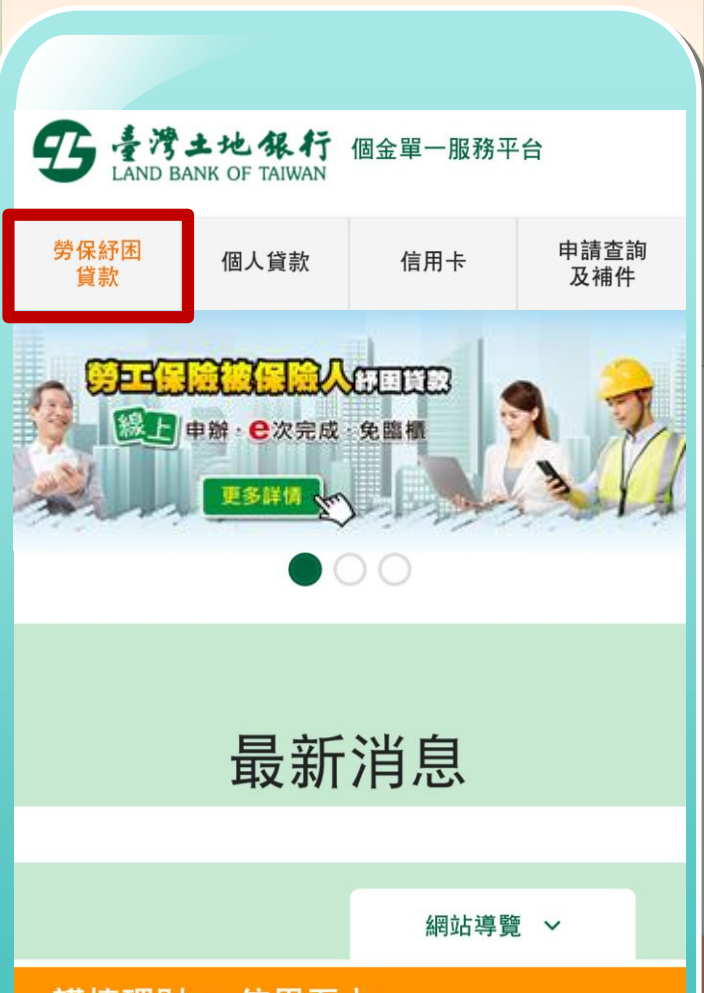 臺灣土地銀行 個金單一服務平台
LAND BANK OF TAIWAN
勞保紓困
貸款
個人貸款
信用卡
申請查詢
及補件
勞工保險被保險人紓困貸款
線上 申辦·e次完成·免臨櫃
更多詳情
最新消息
網站導覽